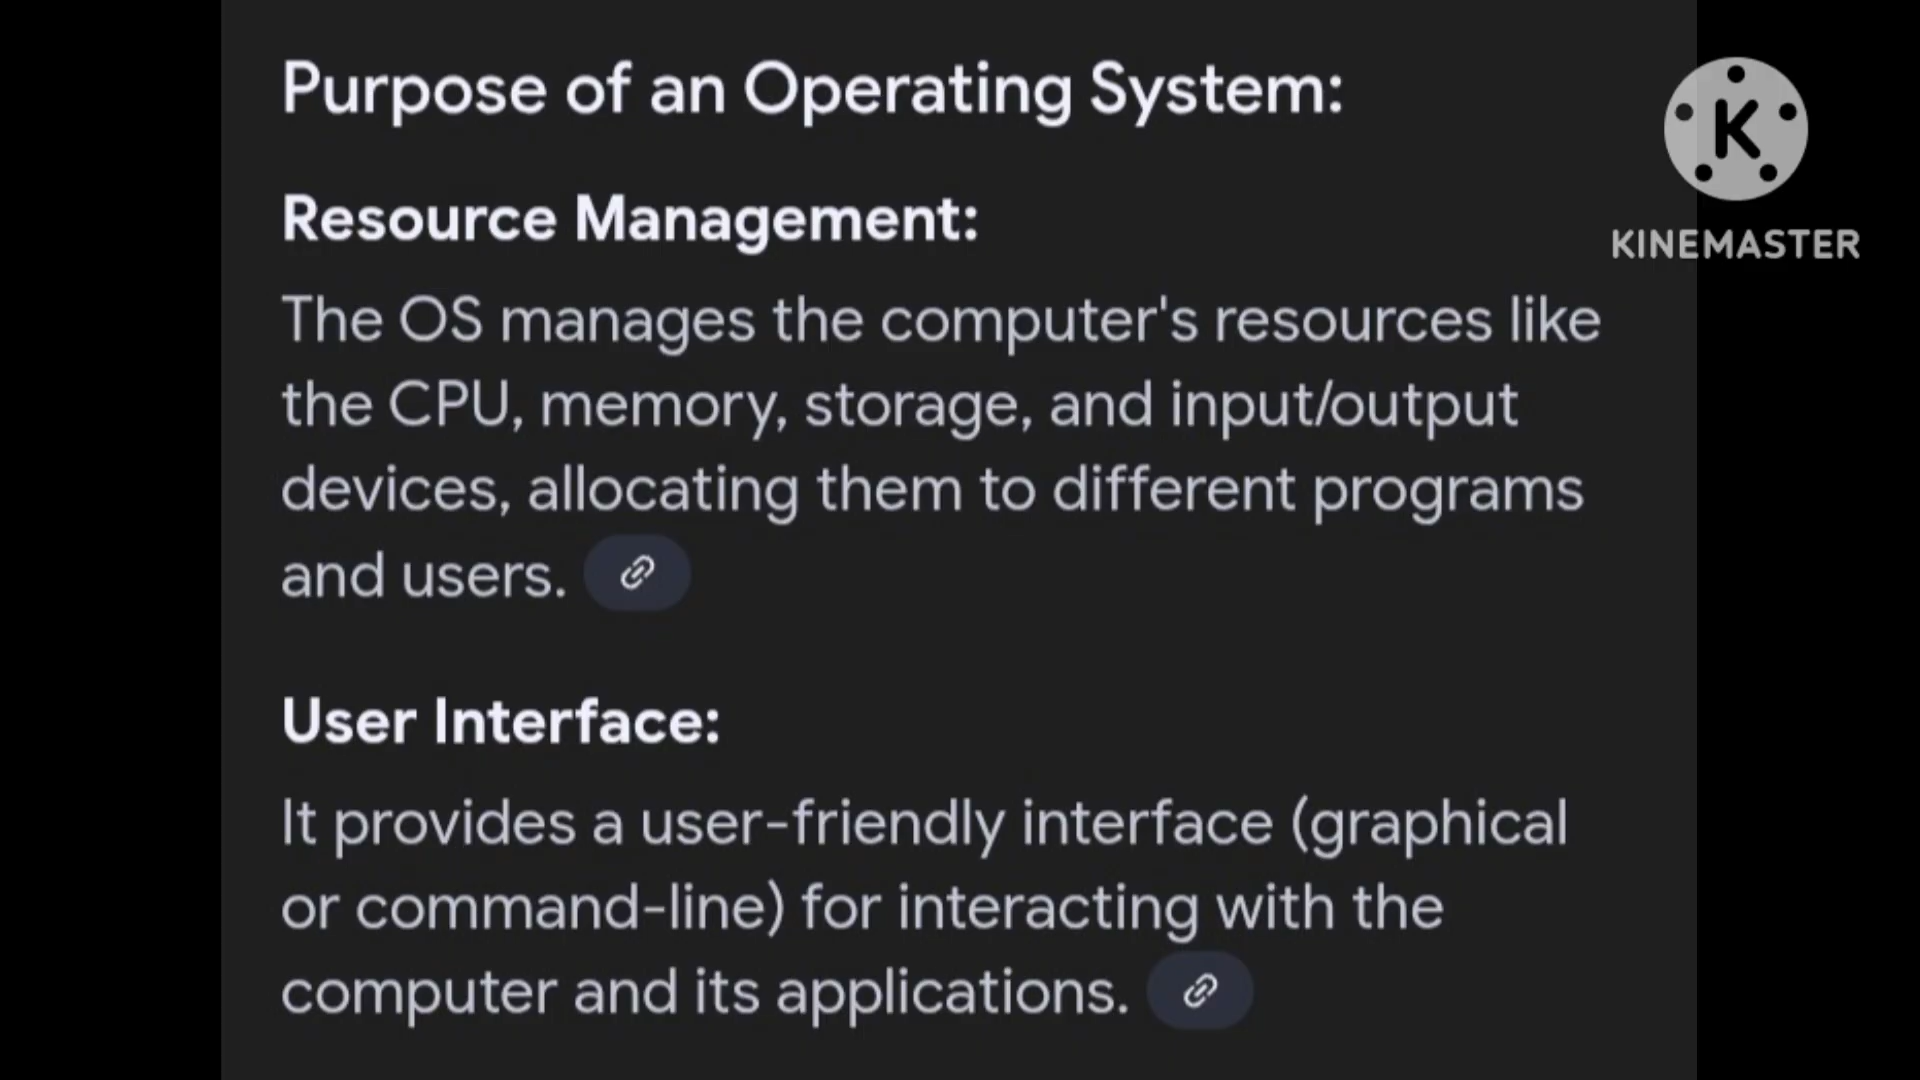 Purpose of an Operating System:
Resource Management:
The OS manages the computer's resources like
the CPU, memory, storage, and input/output
devices, allocating them to different programs
and users.
User Interface:
It provides a user-friendly interface (graphical
or command-line) for interacting with the
computer and its applications.
K
KINEMASTER